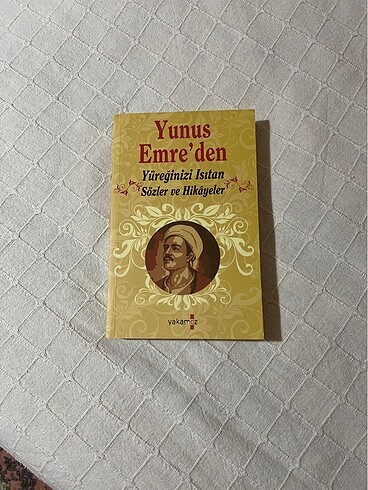 Yunus
Emre'den
Yüreğinizi Isıtan
Sözler ve Hikâyeler
yakamoz